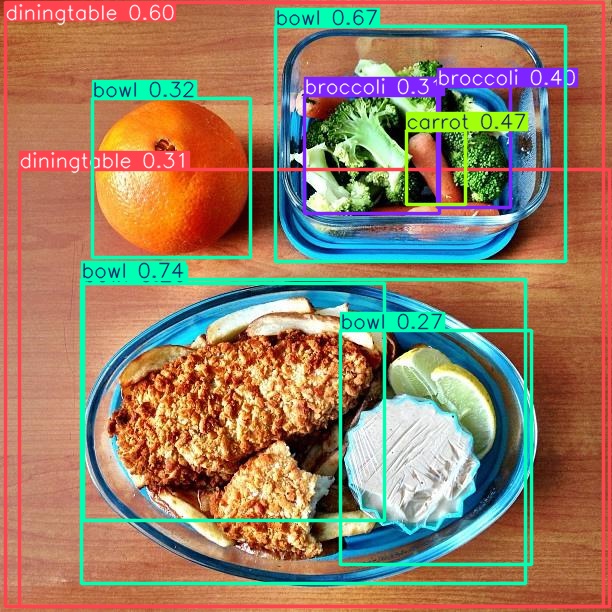 diningtable 0.60
bowl 0.67
broccoli 0.40
broccoli 0.3
bowl 0.32
carrot 0.47
diningtable 0.31
bowl 0.74
bowl 0.27